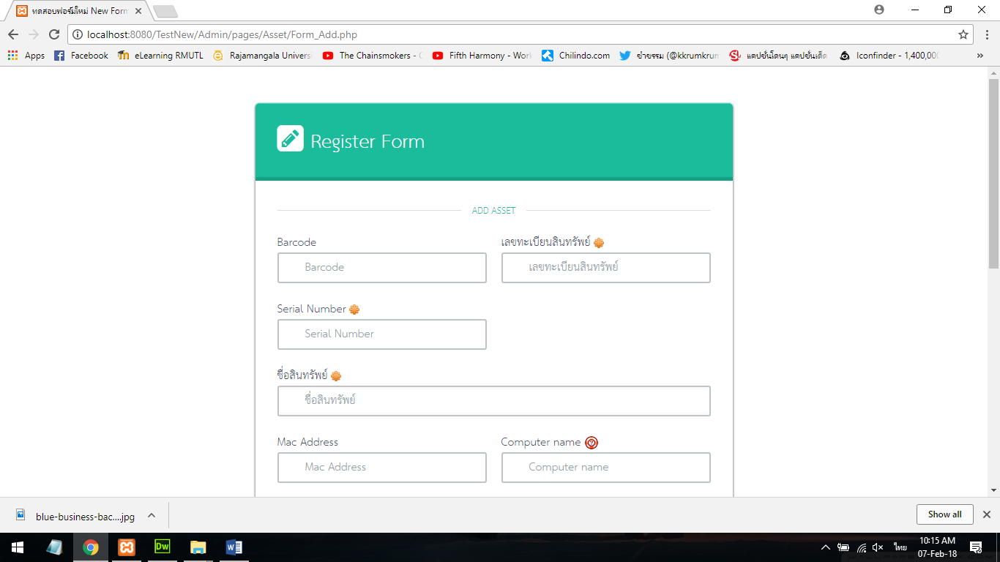 ทดสอบฟอร์มใหม่ New Form
localhost:8080/TestNew/Admin/pages/Asset/Form_Add.php
Apps Facebook eLearning RMUTL Rajamangala Universi The Chainsmokers - C Fifth Harmony - Work Chilindo.com ขำขรรม (@kkrumkrum แคปชั่นโดนๆ แคปชั่นเด็ด Iconfinder - 1,400,000 »
Register Form
ADD ASSET
Barcode เลขทะเบียนสินทรัพย์
Barcode เลขทะเบียนสินทรัพย์
Serial Number
Serial Number
ชื่อสินทรัพย์
ชื่อสินทรัพย์
Mac Address Computer name
Mac Address Computer name
blue-business-bac....jpg Show all
Dw ไทย 10:15 AM
07-Feb-18